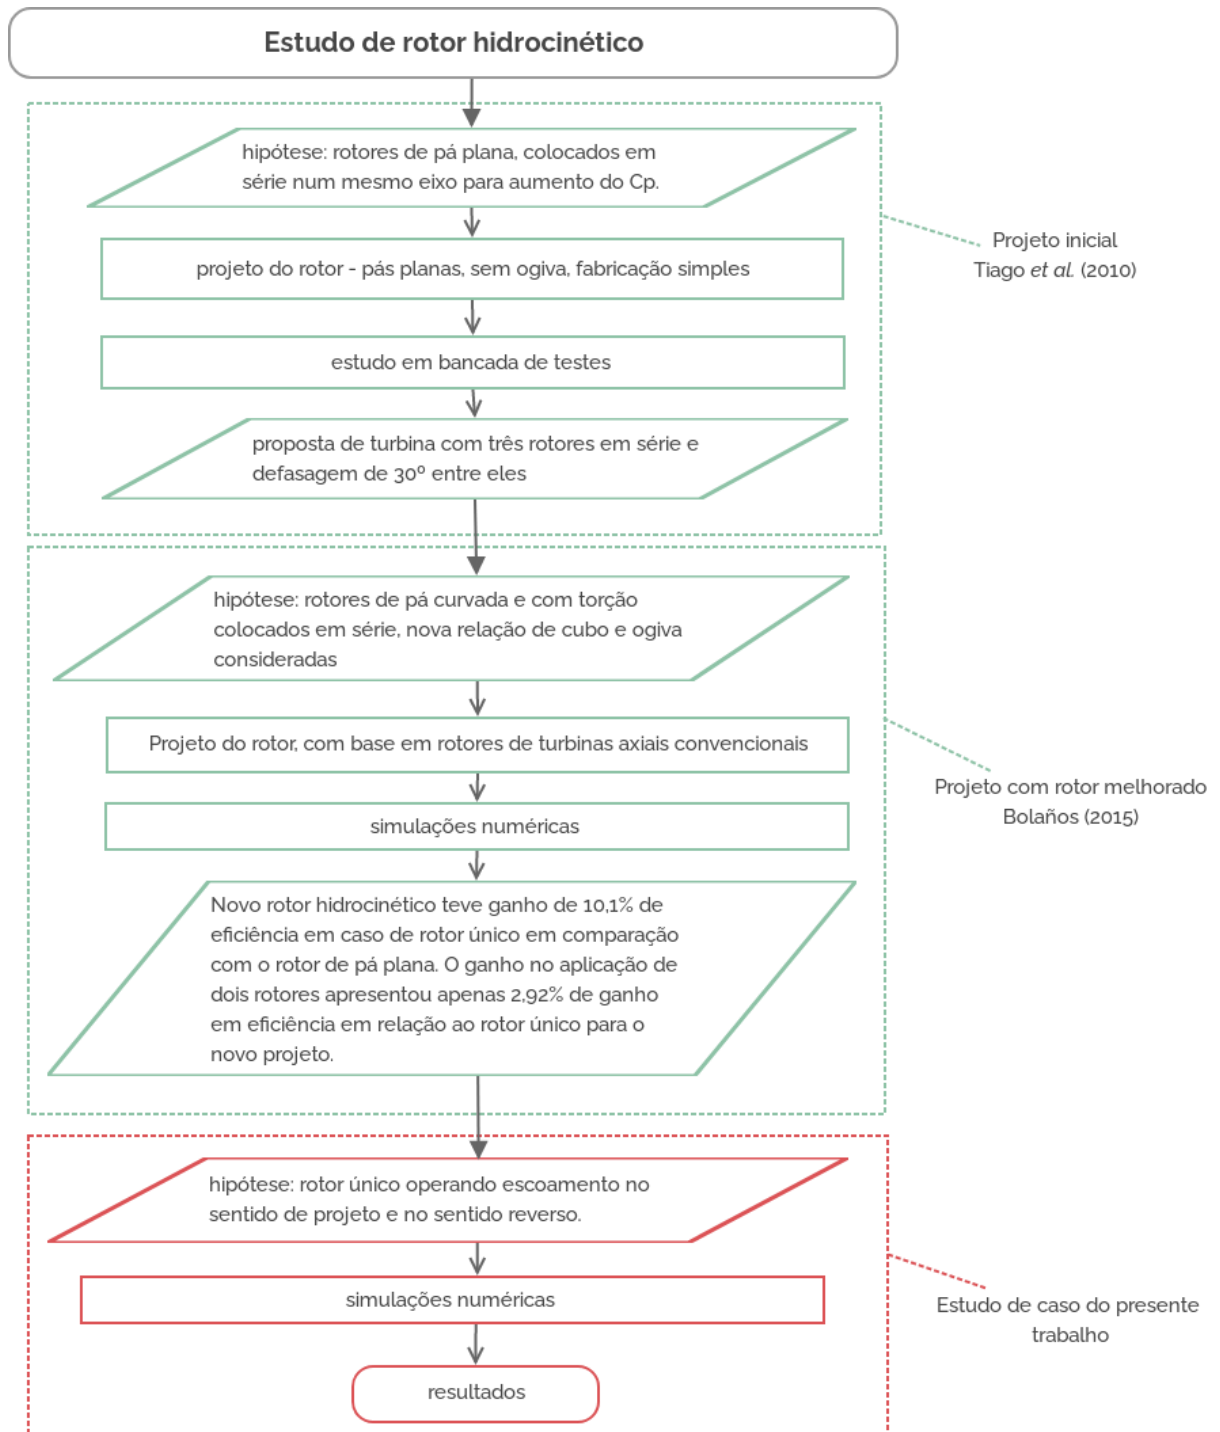 Estudo de rotor hidrocinético
hipótese: rotores de pá plana, colocados em
série num mesmo eixo para aumento do Cp.
projeto do rotor - pás planas, sem ogiva, fabricação simples
Projeto inicial
Tiago et al. (2010)
estudo em bancada de testes
proposta de turbina com três rotores em série e
defasagem de 30º entre eles
hipótese: rotores de pá curvada e com torção
colocados em série, nova relação de cubo e ogiva
consideradas
Projeto do rotor, com base em rotores de turbinas axiais convencionais
Projeto com rotor melhorado
Bolaños (2015)
simulações numéricas
Novo rotor hidrocinético teve ganho de 10,1% de
eficiência em caso de rotor único em comparação
com o rotor de pá plana. O ganho no aplicação de
dois rotores apresentou apenas 2,92% de ganho
em eficiência em relação ao rotor único para o
novo projeto.
hipótese: rotor único operando escoamento no
sentido de projeto e no sentido reverso.
simulações numéricas
Estudo de caso do presente
trabalho
resultados